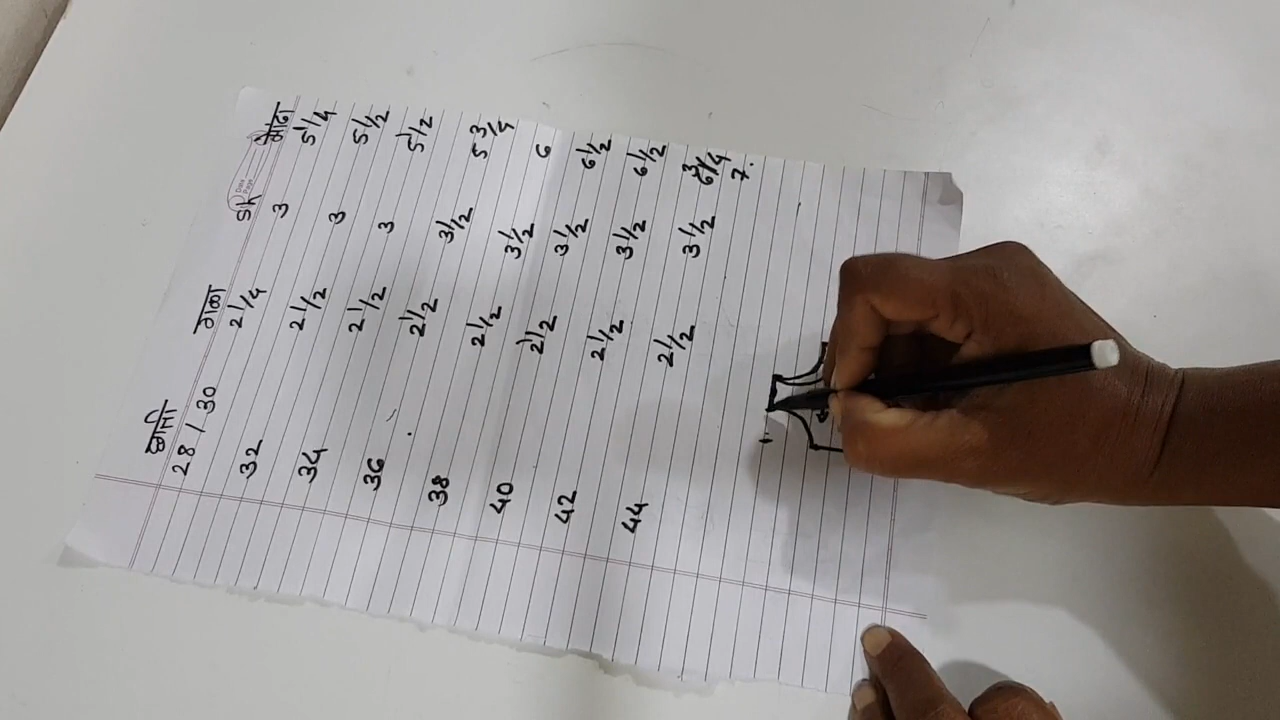 छाती गळा Sh मोंढा
28 / 30 2 1/4 3 5 1/4
32 2 1/2 3 5 1/2
34 2 1/2 3 5 1/2
36 2 1/2 3 1/2 5 3/4
38 2 1/2 3 1/2 6
40 2 1/2 3 1/2 6 1/2
42 2 1/2 3 1/2 6 1/2
44 2 1/2 3 1/2 6 3/4
7.